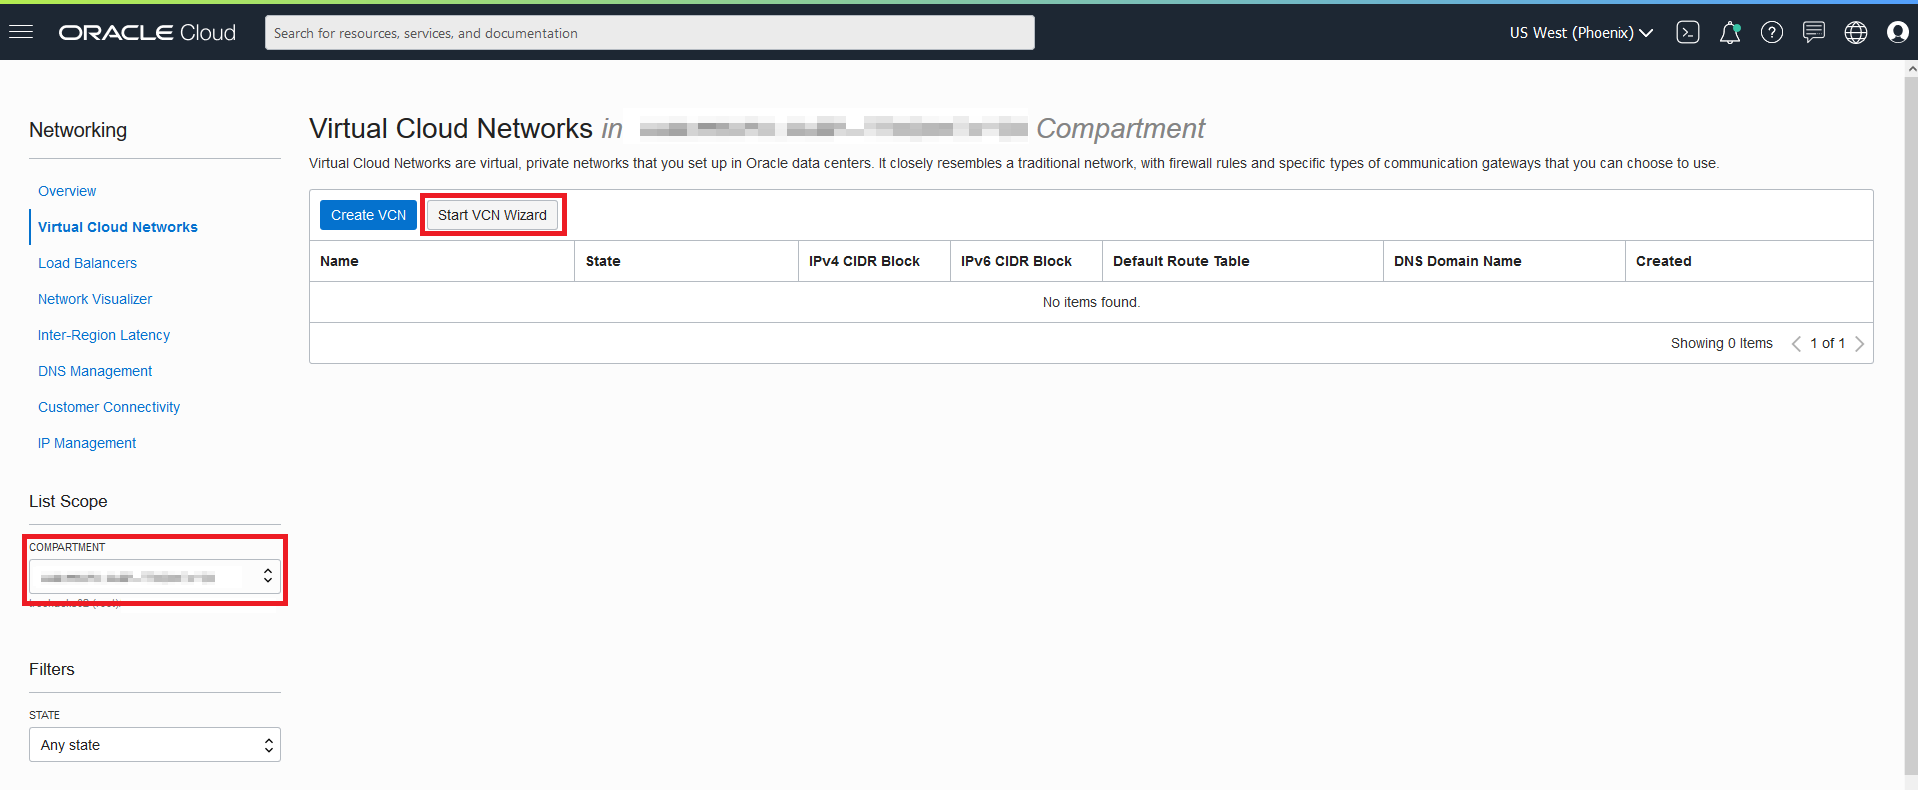 ORACLE Cloud
Search for resources, services, and documentation
US West (Phoenix)
Networking
Overview
Virtual Cloud Networks
Load Balancers
Network Visualizer
Inter-Region Latency
DNS Management
Customer Connectivity
IP Management
List Scope
COMPARTMENT
Filters
STATE
Any state
Virtual Cloud Networks in Compartment
Virtual Cloud Networks are virtual, private networks that you set up in Oracle data centers. It closely resembles a traditional network, with firewall rules and specific types of communication gateways that you can choose to use.
Create VCN Start VCN Wizard
Name State IPv4 CIDR Block IPv6 CIDR Block Default Route Table DNS Domain Name Created
No items found.
Showing 0 Items 1 of 1